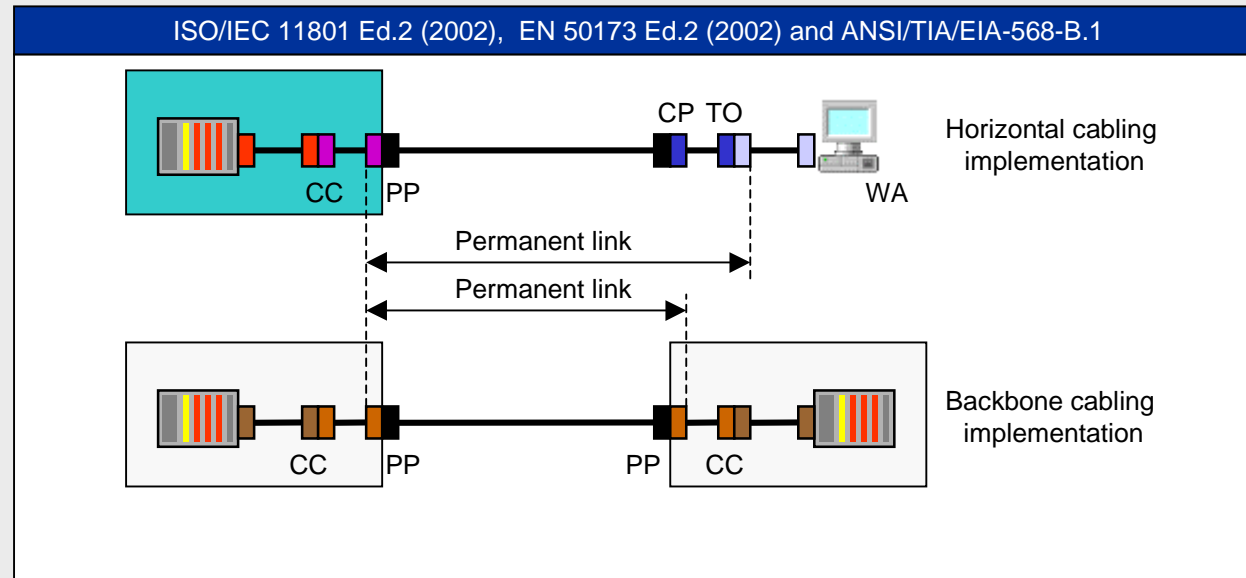 ISO/IEC 11801 Ed.2 (2002),  EN 50173 Ed.2 (2002) and ANSI/TIA/EIA-568-B.1
CP TO
Horizontal cabling
implementation
CC PP WA
Permanent link
Permanent link
Backbone cabling
implementation
CC PP PP CC